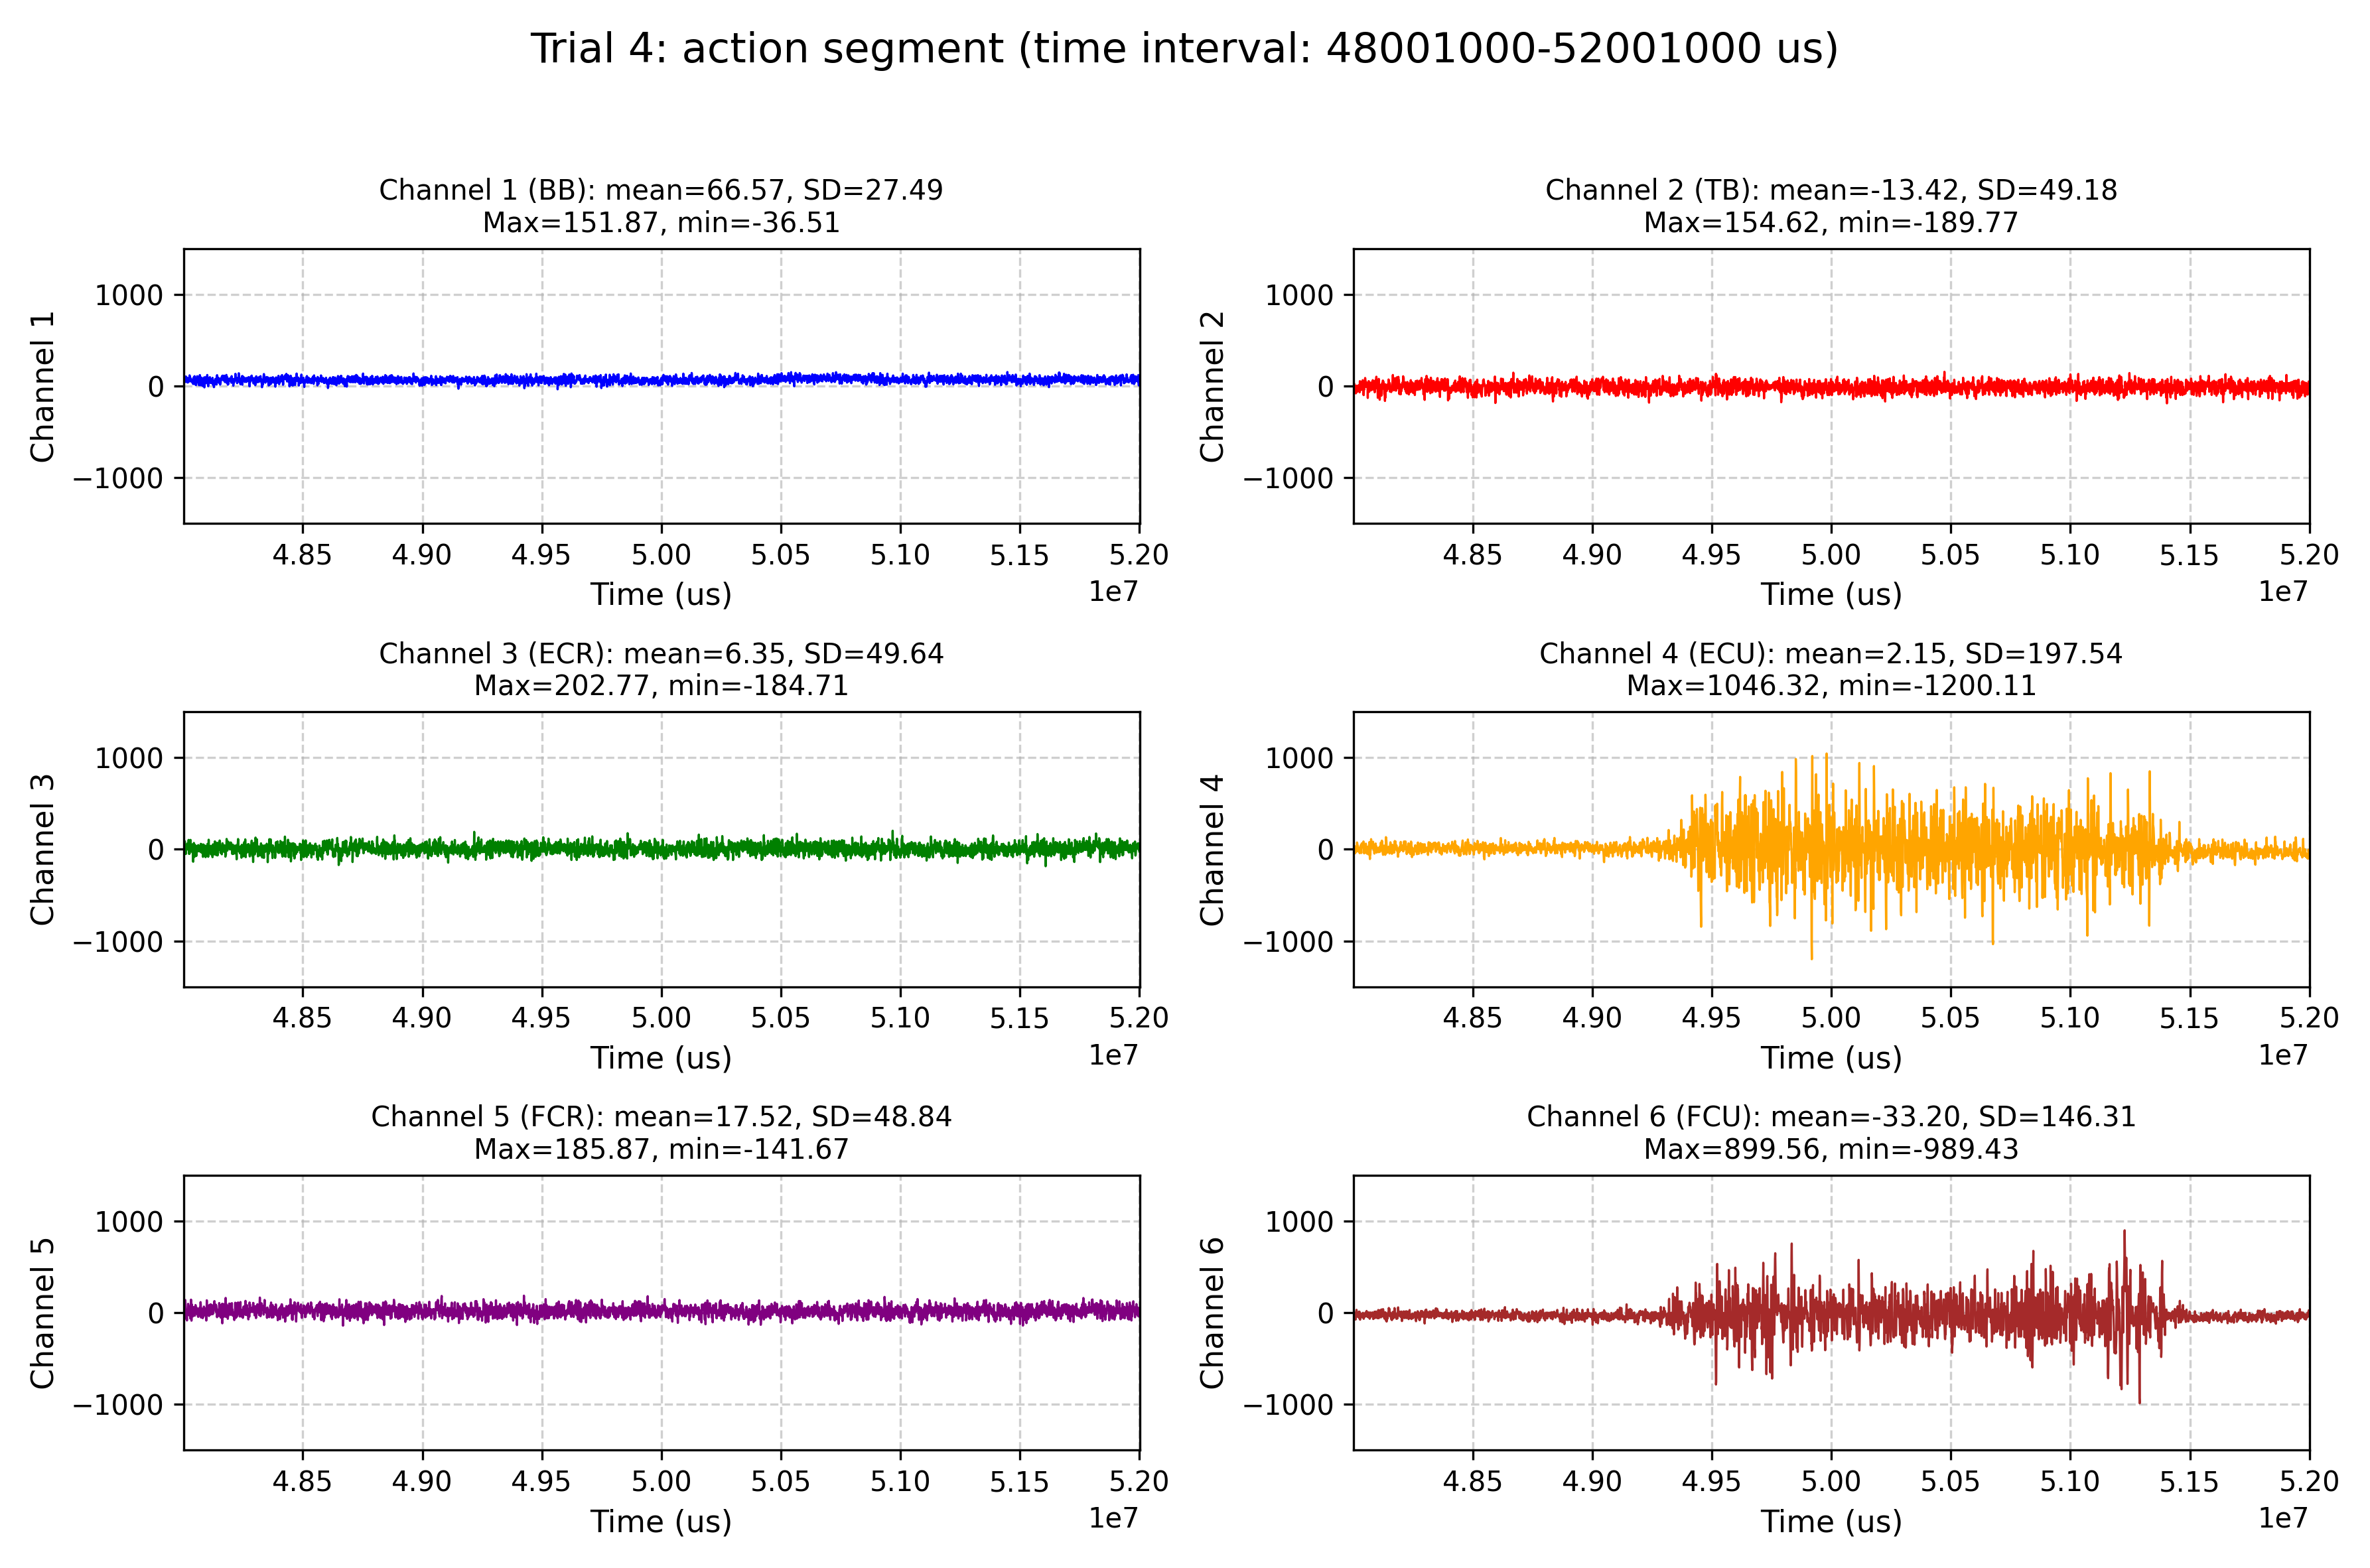 Trial 4: action segment (time interval: 48001000-52001000 us)
Channel 1 (BB): mean=66.57, SD=27.49
Max=151.87, min=-36.51
Channel 1
1000
0
−1000
4.85 4.90 4.95 5.00 5.05 5.10 5.15 5.20
Time (us)
1e7
Channel 2 (TB): mean=-13.42, SD=49.18
Max=154.62, min=-189.77
Channel 2
1000
0
−1000
4.85 4.90 4.95 5.00 5.05 5.10 5.15 5.20
Time (us)
1e7
Channel 3 (ECR): mean=6.35, SD=49.64
Max=202.77, min=-184.71
Channel 3
1000
0
−1000
4.85 4.90 4.95 5.00 5.05 5.10 5.15 5.20
Time (us)
1e7
Channel 4 (ECU): mean=2.15, SD=197.54
Max=1046.32, min=-1200.11
Channel 4
1000
0
−1000
4.85 4.90 4.95 5.00 5.05 5.10 5.15 5.20
Time (us)
1e7
Channel 5 (FCR): mean=17.52, SD=48.84
Max=185.87, min=-141.67
Channel 5
1000
0
−1000
4.85 4.90 4.95 5.00 5.05 5.10 5.15 5.20
Time (us)
1e7
Channel 6 (FCU): mean=-33.20, SD=146.31
Max=899.56, min=-989.43
Channel 6
1000
0
−1000
4.85 4.90 4.95 5.00 5.05 5.10 5.15 5.20
Time (us)
1e7